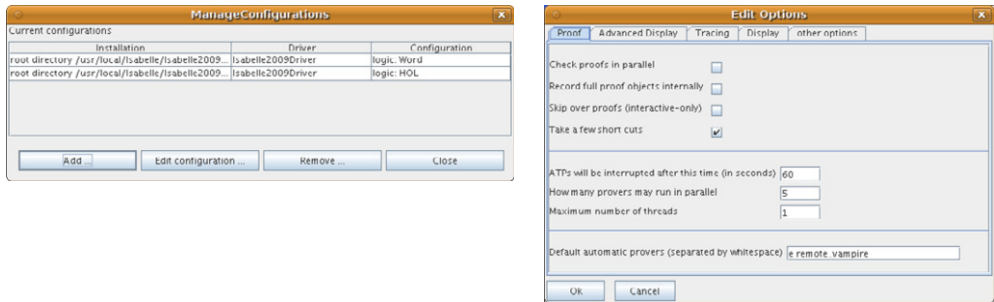 ManageConfigurations
Current configurations
Installation Driver Configuration
root directory /usr/local/Isabelle/Isabelle2009... Isabelle2009Driver logic: Word
root directory /usr/local/Isabelle/Isabelle2009... Isabelle2009Driver logic: HOL
Add ... Edit configuration ... Remove ... Close
Edit Options
Proof Advanced Display Tracing Display other options
Check proofs in parallel
Record full proof objects internally
Skip over proofs (interactive-only)
Take a few short cuts
ATPs will be interrupted after this time (in seconds) 60
How many provers may run in parallel 5
Maximum number of threads 1
Default automatic provers (separated by whitespace) e remote_vampire
Ok Cancel